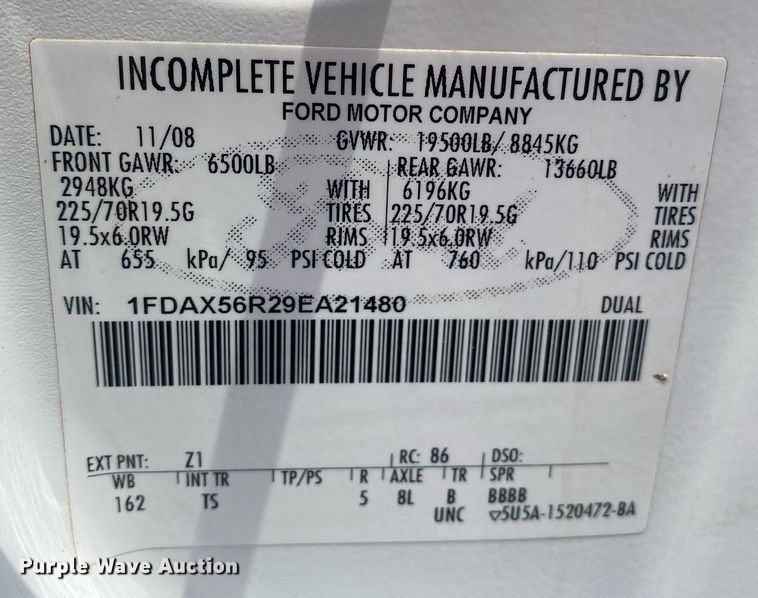 INCOMPLETE VEHICLE MANUFACTURED BY
FORD MOTOR COMPANY
DATE: 11/08 GVWR: 19500LB/ 8845KG
FRONT GAWR: 6500LB REAR GAWR: 13660LB
2948KG WITH 6196KG WITH
225/70R19.5G TIRES 225/70R19.5G TIRES
19.5x6.0RW RIMS 19.5x6.0RW RIMS
AT 655 kPa/ 95 PSI COLD AT 760 kPa/110 PSI COLD
VIN: 1FDAX56R29EA21480 DUAL
EXT PNT: Z1 RC: 86 DSO:
WB INT TR TP/PS R AXLE TR SPR
162 TS 5 8L B BBBB
UNC ▽5U5A-1520472-BA
Purple Wave Auction